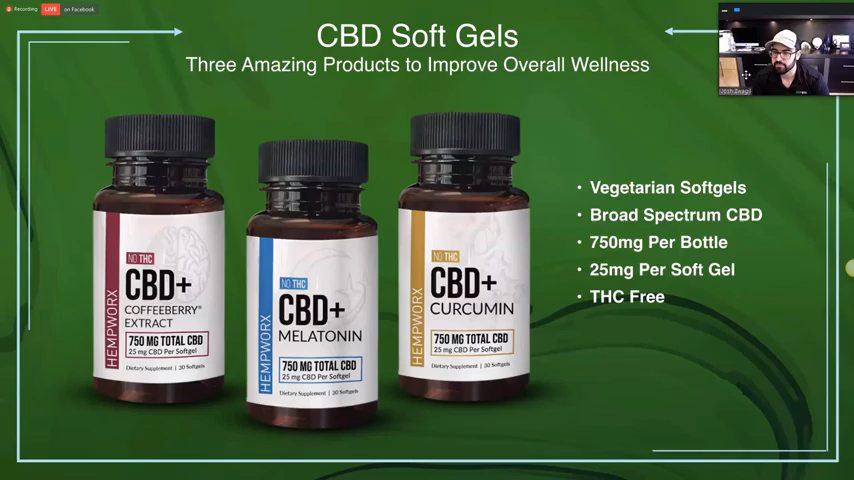 Recording
LIVE on Facebook
CBD Soft Gels
Three Amazing Products to Improve Overall Wellness
HEMPWORX
NO THC
CBD+
COFFEEBERRY®
EXTRACT
750 MG TOTAL CBD
25 mg CBD Per Softgel
Dietary Supplement | 30 Softgels
HEMPWORX
NO THC
CBD+
MELATONIN
750 MG TOTAL CBD
25 mg CBD Per Softgel
Dietary Supplement | 30 Softgels
HEMPWORX
NO THC
CBD+
CURCUMIN
750 MG TOTAL CBD
25 mg CBD Per Softgel
Dietary Supplement | 30 Softgels
• Vegetarian Softgels
• Broad Spectrum CBD
• 750mg Per Bottle
• 25mg Per Soft Gel
• THC Free
Josh Zwagil